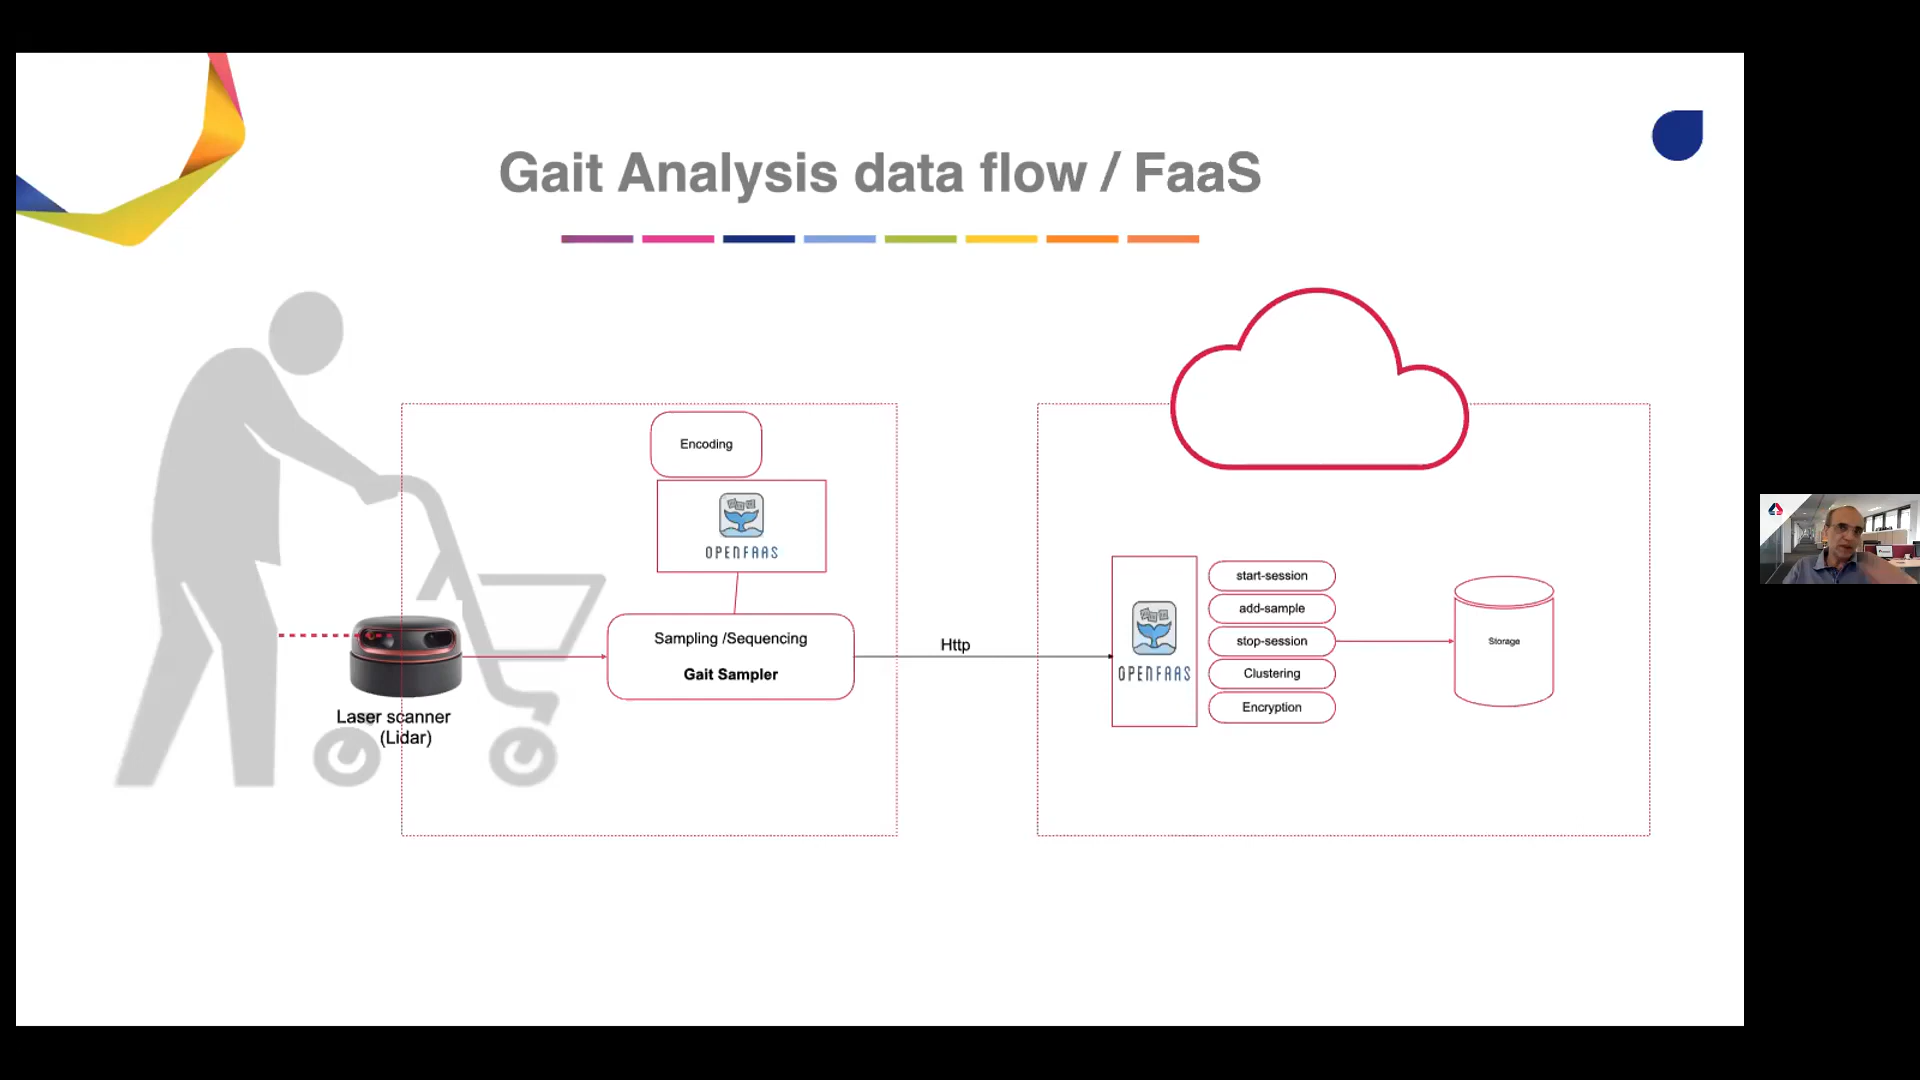 Gait Analysis data flow / FaaS
Encoding
OPENFAAS
Sampling /Sequencing
Gait Sampler
Laser scanner
(Lidar)
Http
OPENFAAS
start-session
add-sample
stop-session
Clustering
Encryption
Storage